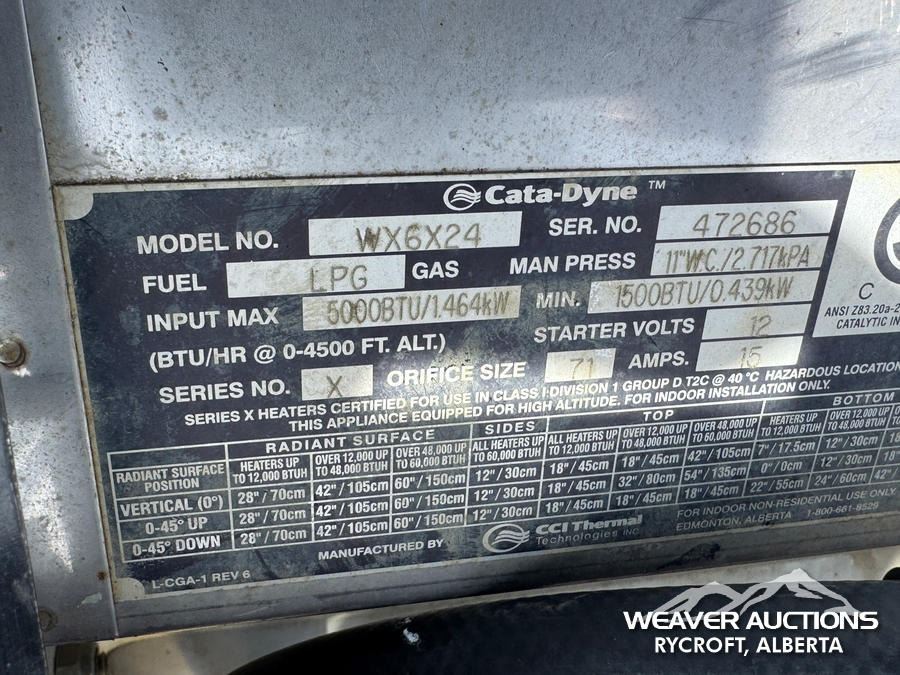 Cata-Dyne ™
MODEL NO. WX6X24 SER. NO. 472686
FUEL LPG GAS MAN PRESS 11"W.C./2.717kPA
INPUT MAX 5000BTU/1.464kW MIN. 1500BTU/0.439kW
(BTU/HR @ 0-4500 FT. ALT.) STARTER VOLTS 12
SERIES NO. X ORIFICE SIZE 71 AMPS. 15
SERIES X HEATERS CERTIFIED FOR USE IN CLASS I DIVISION 1 GROUP D T2C @ 40 °C HAZARDOUS LOCATION
THIS APPLIANCE EQUIPPED FOR HIGH ALTITUDE. FOR INDOOR INSTALLATION ONLY.
C
ANSI Z83.20a-2
CATALYTIC IN
RADIANT SURFACE SIDES TOP BOTTOM
RADIANT SURFACE POSITION
HEATERS UP TO 12,000 BTUH OVER 12,000 TO 48,000 BTUH OVER 48,000 TO 60,000 BTUH ALL HEATERS UP TO 60,000 BTUH ALL HEATERS UP TO 12,000 BTUH OVER 12,000 UP TO 48,000 BTUH OVER 48,000 UP TO 60,000 BTUH HEATERS UP TO 12,000 BTUH OVER 12,000 UP TO 48,000 BTUH
VERTICAL (0°) 28" / 70cm 42" / 105cm 60" / 150cm 12" / 30cm 18" / 45cm 18" / 45cm 42" / 105cm 7" / 17.5cm 12" / 30cm
0-45° UP 28" / 70cm 42" / 105cm 60" / 150cm 12" / 30cm 18" / 45cm 32" / 80cm 54" / 135cm 0" / 0cm 12" / 30cm
0-45° DOWN 28" / 70cm 42" / 105cm 60" / 150cm 12" / 30cm 18" / 45cm 18" / 45cm 18" / 45cm 22" / 55cm 24" / 60cm 42"
MANUFACTURED BY CCI Thermal Technologies INC.
FOR INDOOR NON-RESIDENTIAL USE ONLY
EDMONTON, ALBERTA 1-800-661-8529
L-CGA-1 REV 6
WEAVER AUCTIONS
RYCROFT, ALBERTA